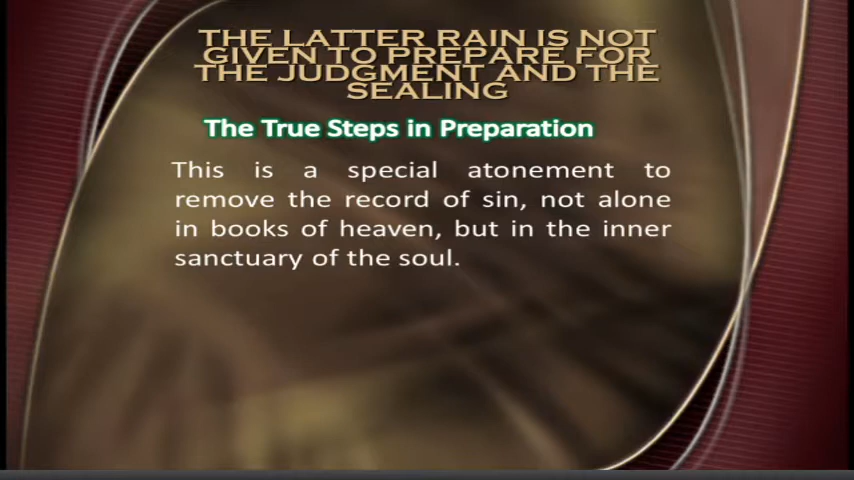 THE LATTER RAIN IS NOT
GIVEN TO PREPARE FOR
THE JUDGMENT AND THE
SEALING
The True Steps in Preparation
This is a special atonement to
remove the record of sin, not alone
in books of heaven, but in the inner
sanctuary of the soul.